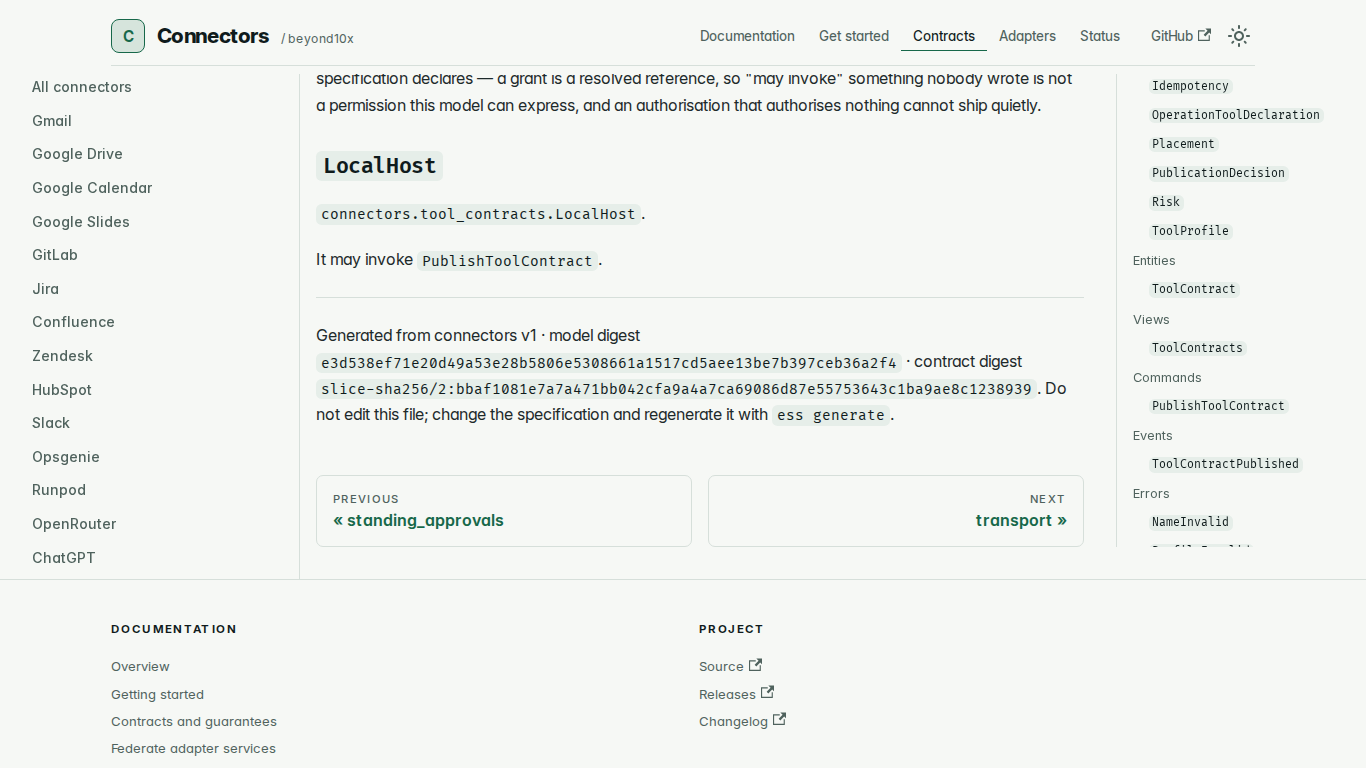 C Connectors / beyond10x
Documentation Get started Contracts Adapters Status GitHub
All connectors
Gmail
Google Drive
Google Calendar
Google Slides
GitLab
Jira
Confluence
Zendesk
HubSpot
Slack
Opsgenie
Runpod
OpenRouter
ChatGPT
specification declares — a grant is a resolved reference, so "may invoke" something nobody wrote is not
a permission this model can express, and an authorisation that authorises nothing cannot ship quietly.
LocalHost
connectors.tool_contracts.LocalHost.
It may invoke PublishToolContract.
Generated from connectors v1 · model digest
e3d538ef71e20d49a53e28b5806e5308661a1517cd5aee13be7b397ceb36a2f4 · contract digest
slice-sha256/2:bbaf1081e7a7a471bb042cfa9a4a7ca69086d87e55753643c1ba9ae8c1238939. Do
not edit this file; change the specification and regenerate it with ess generate.
PREVIOUS
« standing_approvals
NEXT
transport »
Idempotency
OperationToolDeclaration
Placement
PublicationDecision
Risk
ToolProfile
Entities
ToolContract
Views
ToolContracts
Commands
PublishToolContract
Events
ToolContractPublished
Errors
NameInvalid
DOCUMENTATION
Overview
Getting started
Contracts and guarantees
Federate adapter services
PROJECT
Source
Releases
Changelog